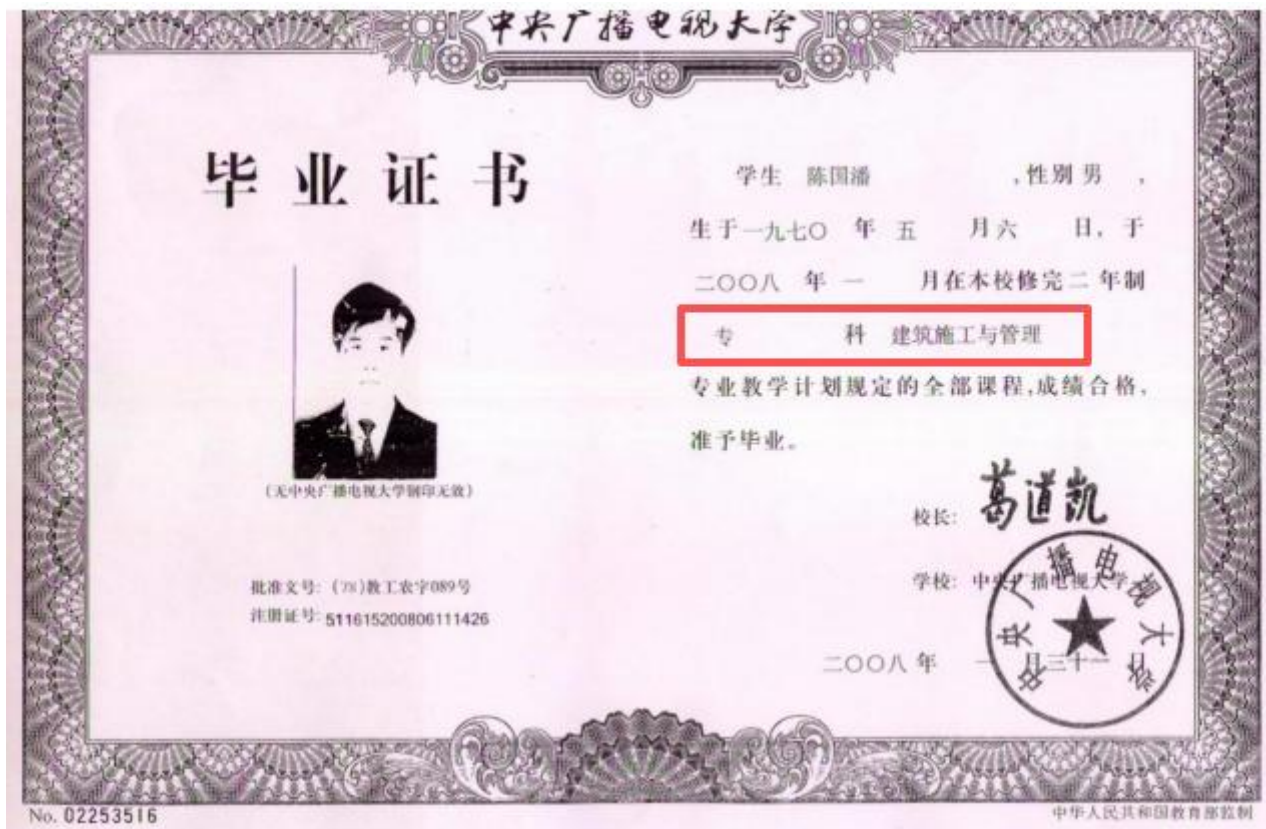 中央广播电视大学
毕业证书
(无中央广播电视大学钢印无效)
批准文号: (78)教工农字089号
注册证号: 511615200806111426
学生 陈国潘 ,性别 男 ,
生于一九七〇 年 五 月 六 日, 于
二〇〇八 年 一 月在本校修完 二 年制
专 科 建筑施工与管理
专业教学计划规定的全部课程,成绩合格,
准予毕业。
校长: 葛道凯
学校: 中央广播电视大学
二〇〇八 年 一 月三十一 日
中央广播电视大学
No. 02253516
中华人民共和国教育部监制